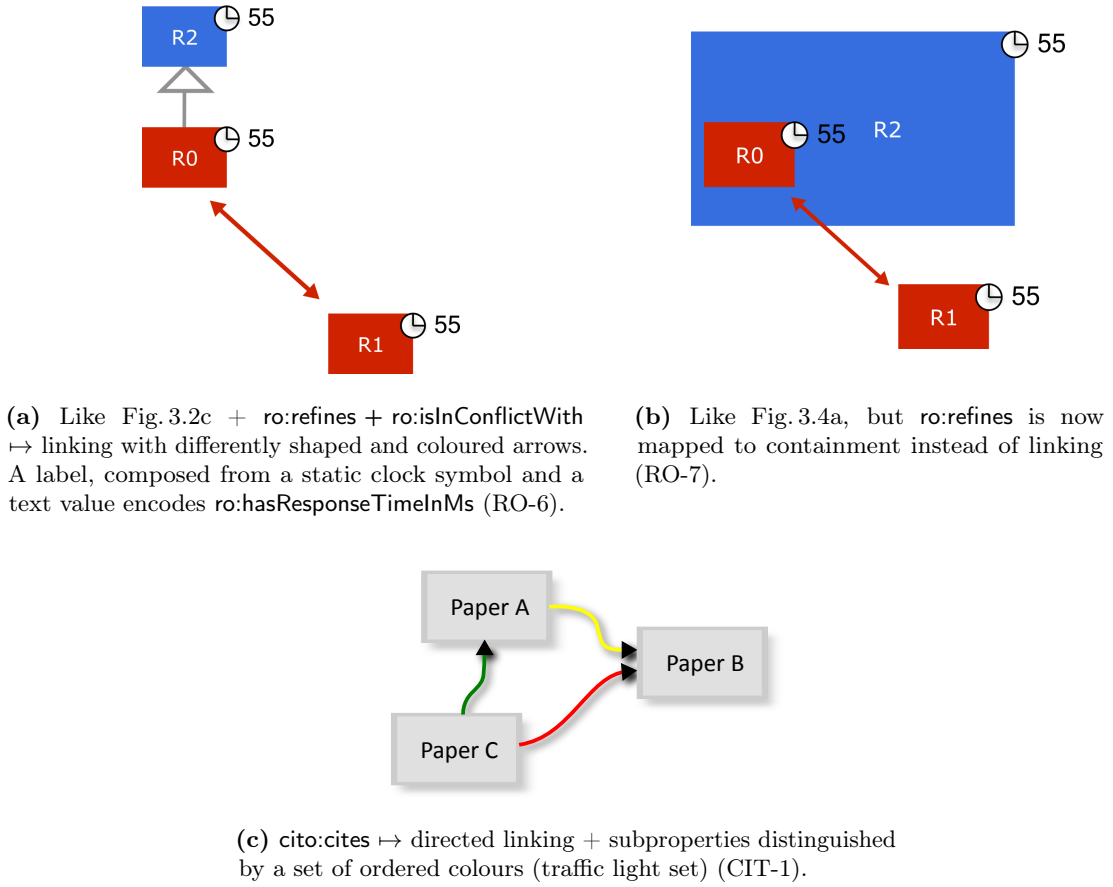 R2
55
R0
55
R1
55
55
R2
R0
55
R1
55
(a) Like Fig. 3.2c + ro:refines + ro:isInConflictWith
↦ linking with differently shaped and coloured arrows.
A label, composed from a static clock symbol and a
text value encodes ro:hasResponseTimeInMs (RO-6).
(b) Like Fig. 3.4a, but ro:refines is now
mapped to containment instead of linking
(RO-7).
Paper A
Paper B
Paper C
(c) cito:cites ↦ directed linking + subproperties distinguished
by a set of ordered colours (traffic light set) (CIT-1).